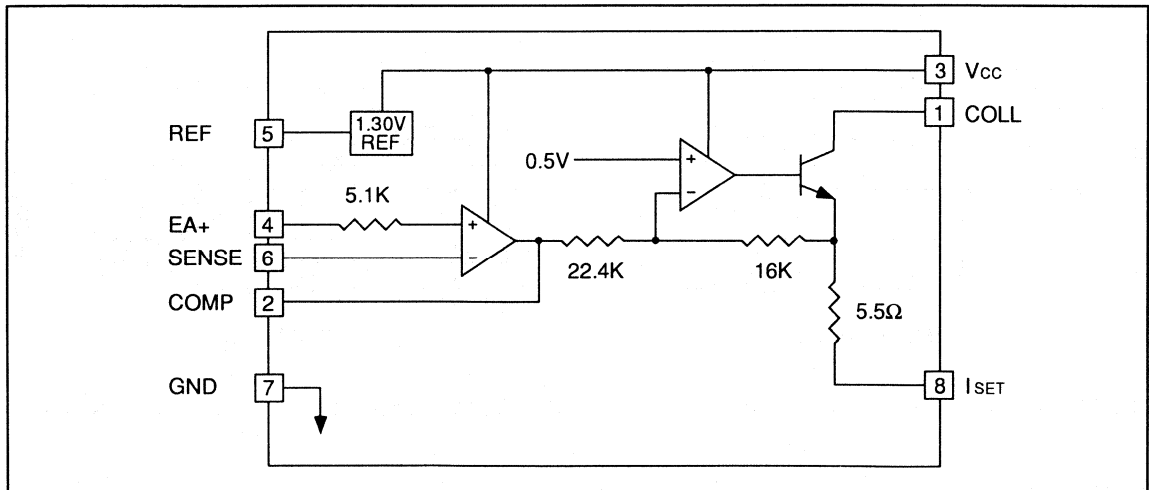 3 VCC
1 COLL
REF 5
1.30V
REF
0.5V
+
−
5.1K
EA+ 4
+
SENSE 6
−
22.4K
16K
COMP 2
5.5Ω
GND 7
8 ISET